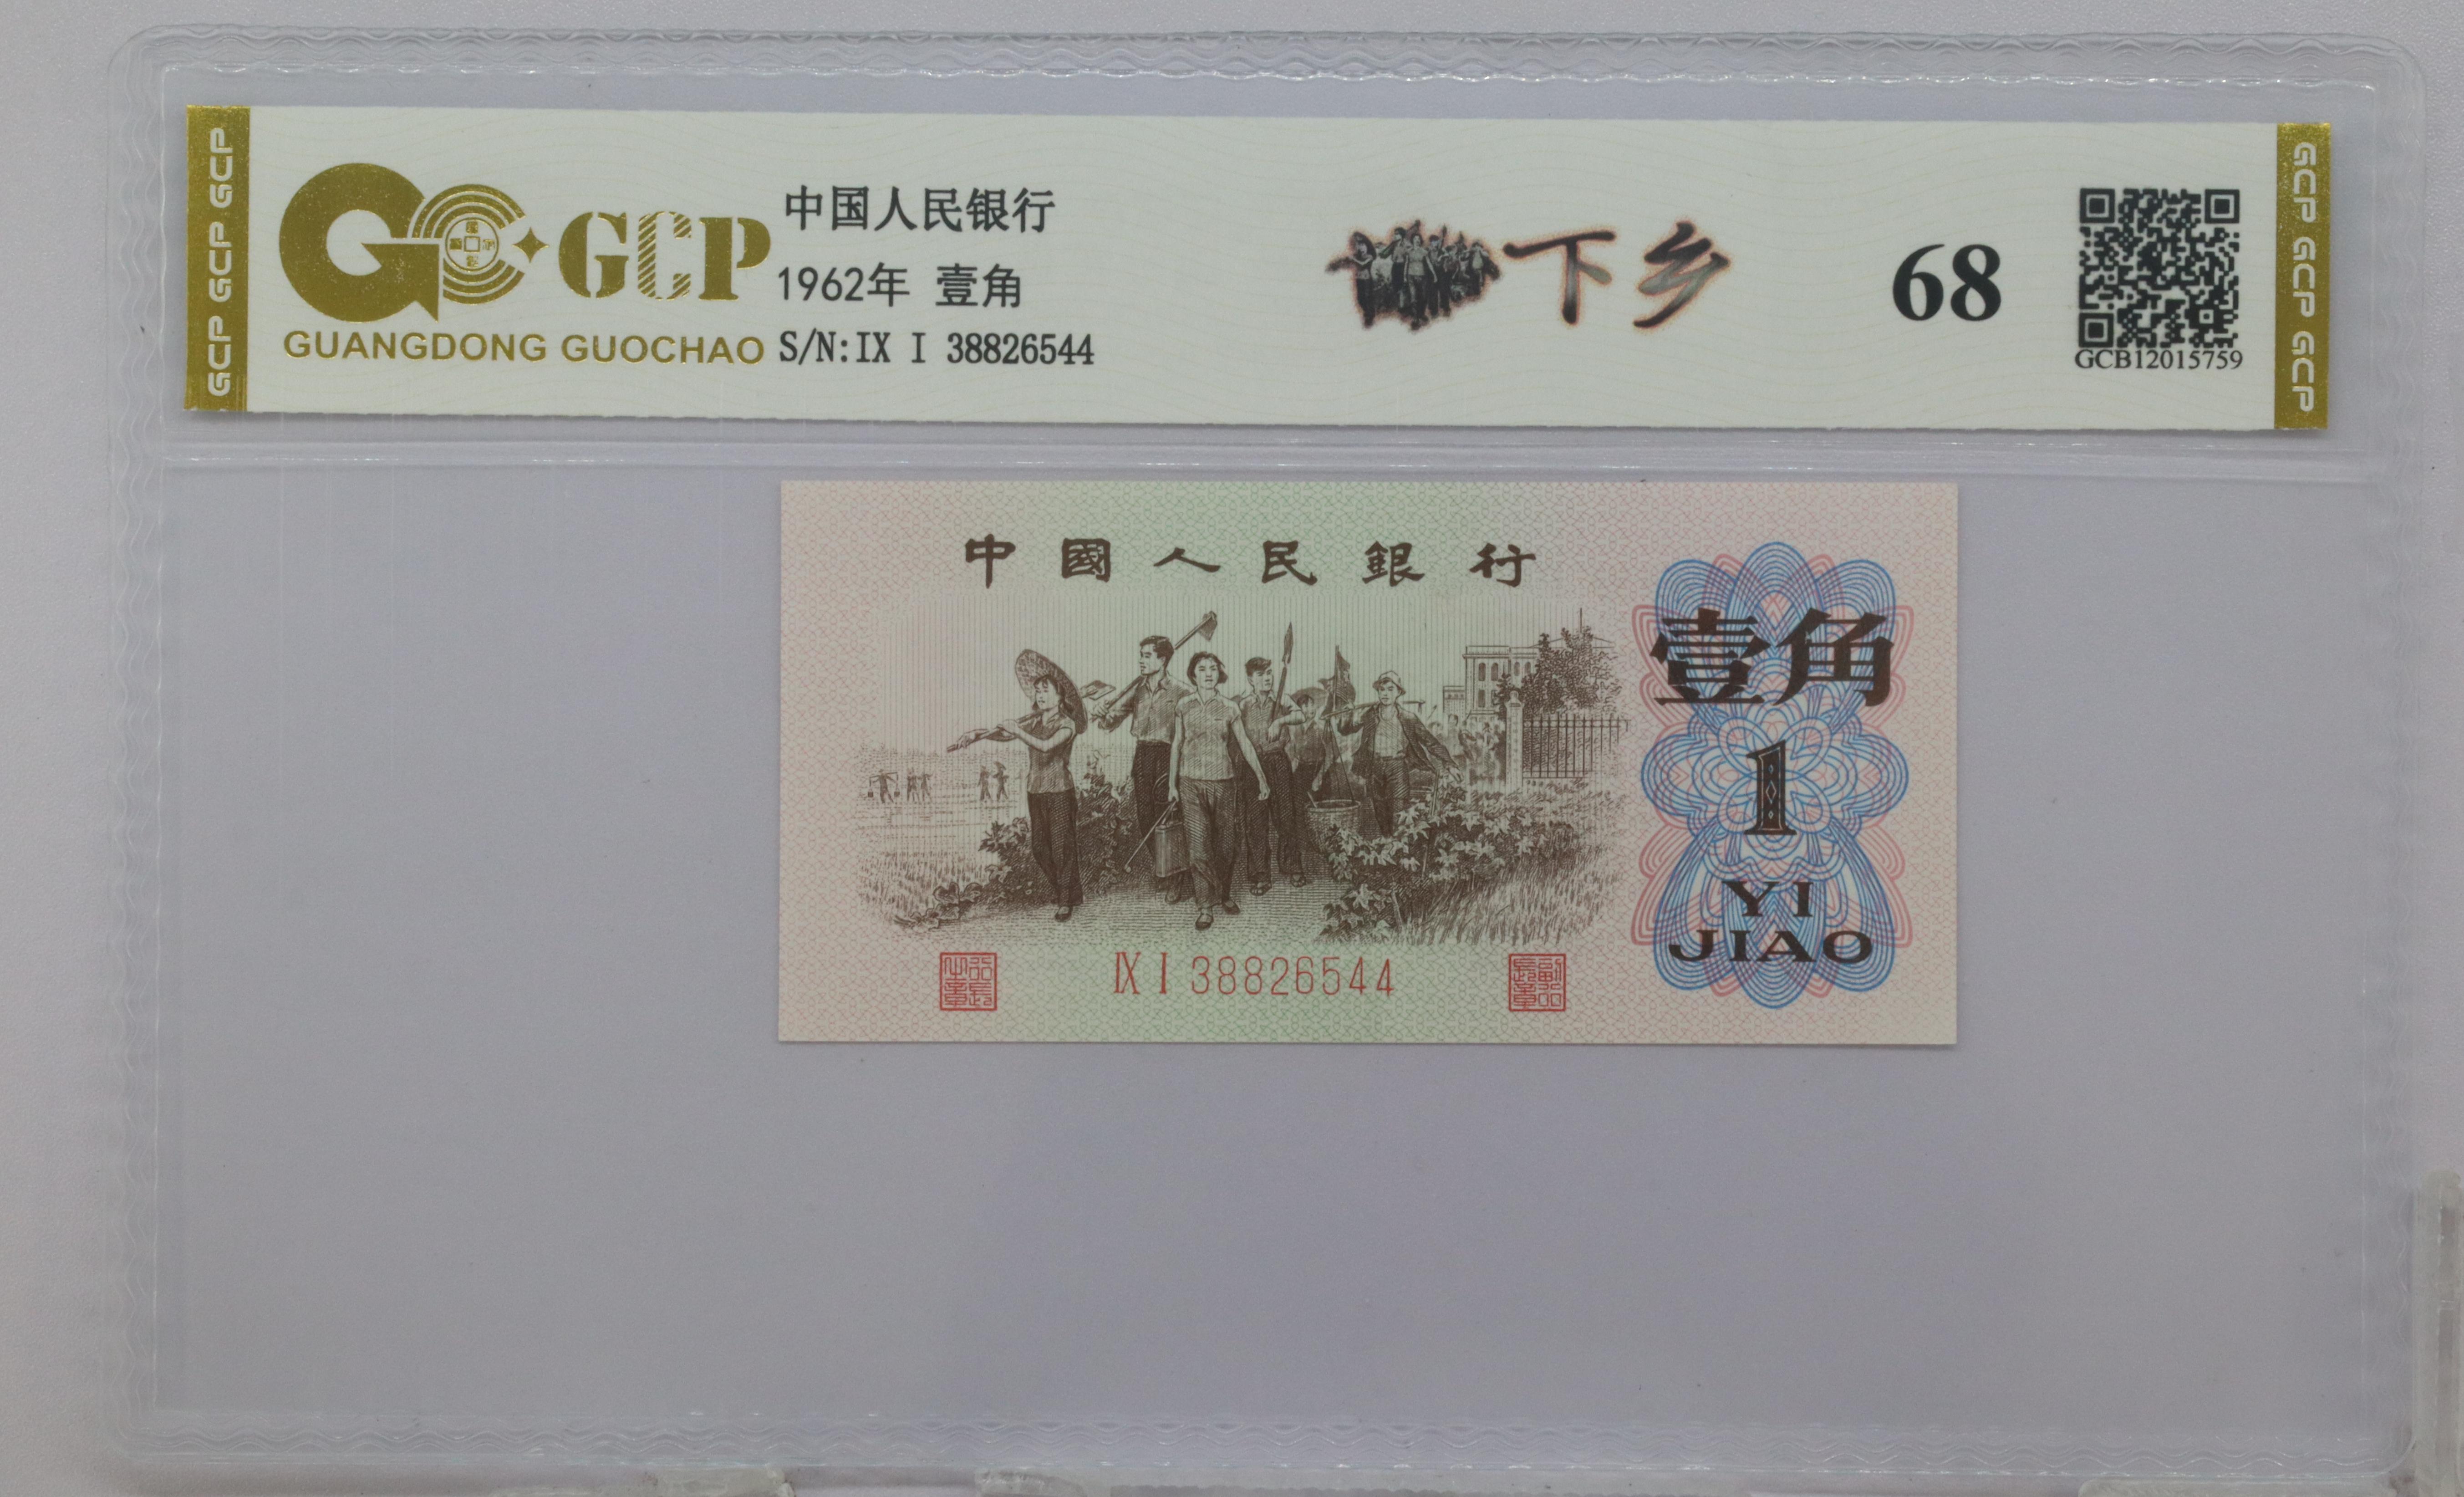 GCP GCP GCP
GCP
GUANGDONG GUOCHAO
中国人民银行
1962年 壹角
S/N:IX I 38826544
下乡
68
GCB12015759
GCP GCP GCP
中國人民銀行
壹角
1
YI
JIAO
IX I 38826544